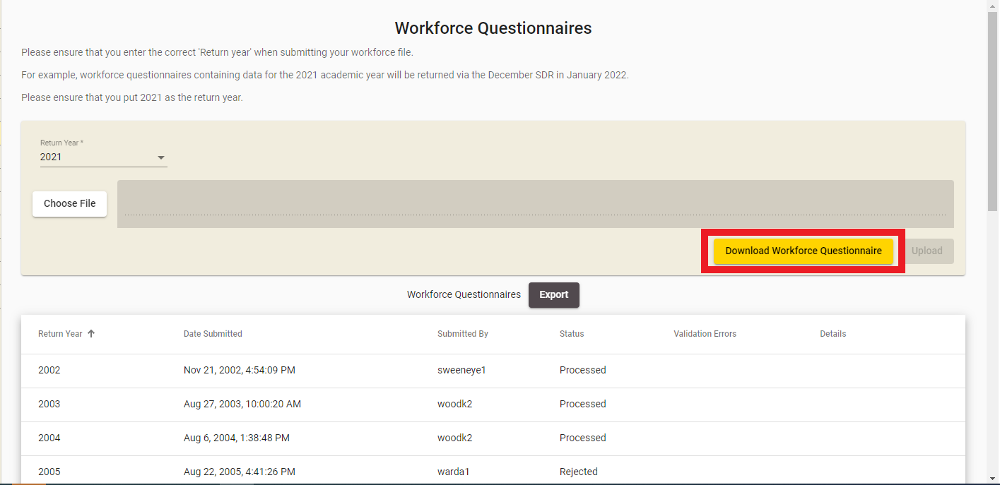 Workforce Questionnaires
Please ensure that you enter the correct 'Return year' when submitting your workforce file.
For example, workforce questionnaires containing data for the 2021 academic year will be returned via the December SDR in January 2022.
Please ensure that you put 2021 as the return year.
Return Year *
2021
Choose File
Download Workforce Questionnaire Upload
Workforce Questionnaires Export
Return Year Date Submitted Submitted By Status Validation Errors Details
2002 Nov 21, 2002, 4:54:09 PM sweeneye1 Processed
2003 Aug 27, 2003, 10:00:20 AM woodk2 Processed
2004 Aug 6, 2004, 1:38:48 PM woodk2 Processed
2005 Aug 22, 2005, 4:41:26 PM warda1 Rejected